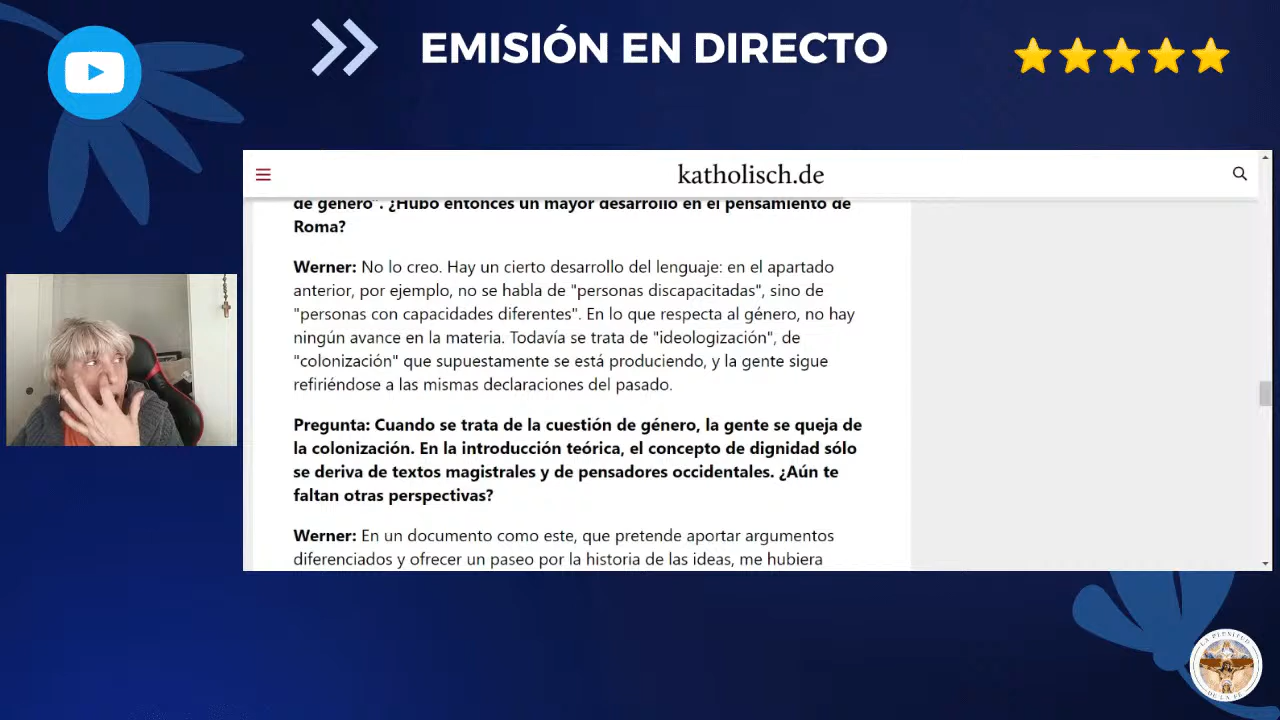 EMISIÓN EN DIRECTO
katholisch.de
de género". ¿Hubo entonces un mayor desarrollo en el pensamiento de
Roma?
Werner: No lo creo. Hay un cierto desarrollo del lenguaje: en el apartado
anterior, por ejemplo, no se habla de "personas discapacitadas", sino de
"personas con capacidades diferentes". En lo que respecta al género, no hay
ningún avance en la materia. Todavía se trata de "ideologización", de
"colonización" que supuestamente se está produciendo, y la gente sigue
refiriéndose a las mismas declaraciones del pasado.
Pregunta: Cuando se trata de la cuestión de género, la gente se queja de
la colonización. En la introducción teórica, el concepto de dignidad sólo
se deriva de textos magistrales y de pensadores occidentales. ¿Aún te
faltan otras perspectivas?
Werner: En un documento como este, que pretende aportar argumentos
diferenciados y ofrecer un paseo por la historia de las ideas, me hubiera
LA PLENITUD
DE LA FE